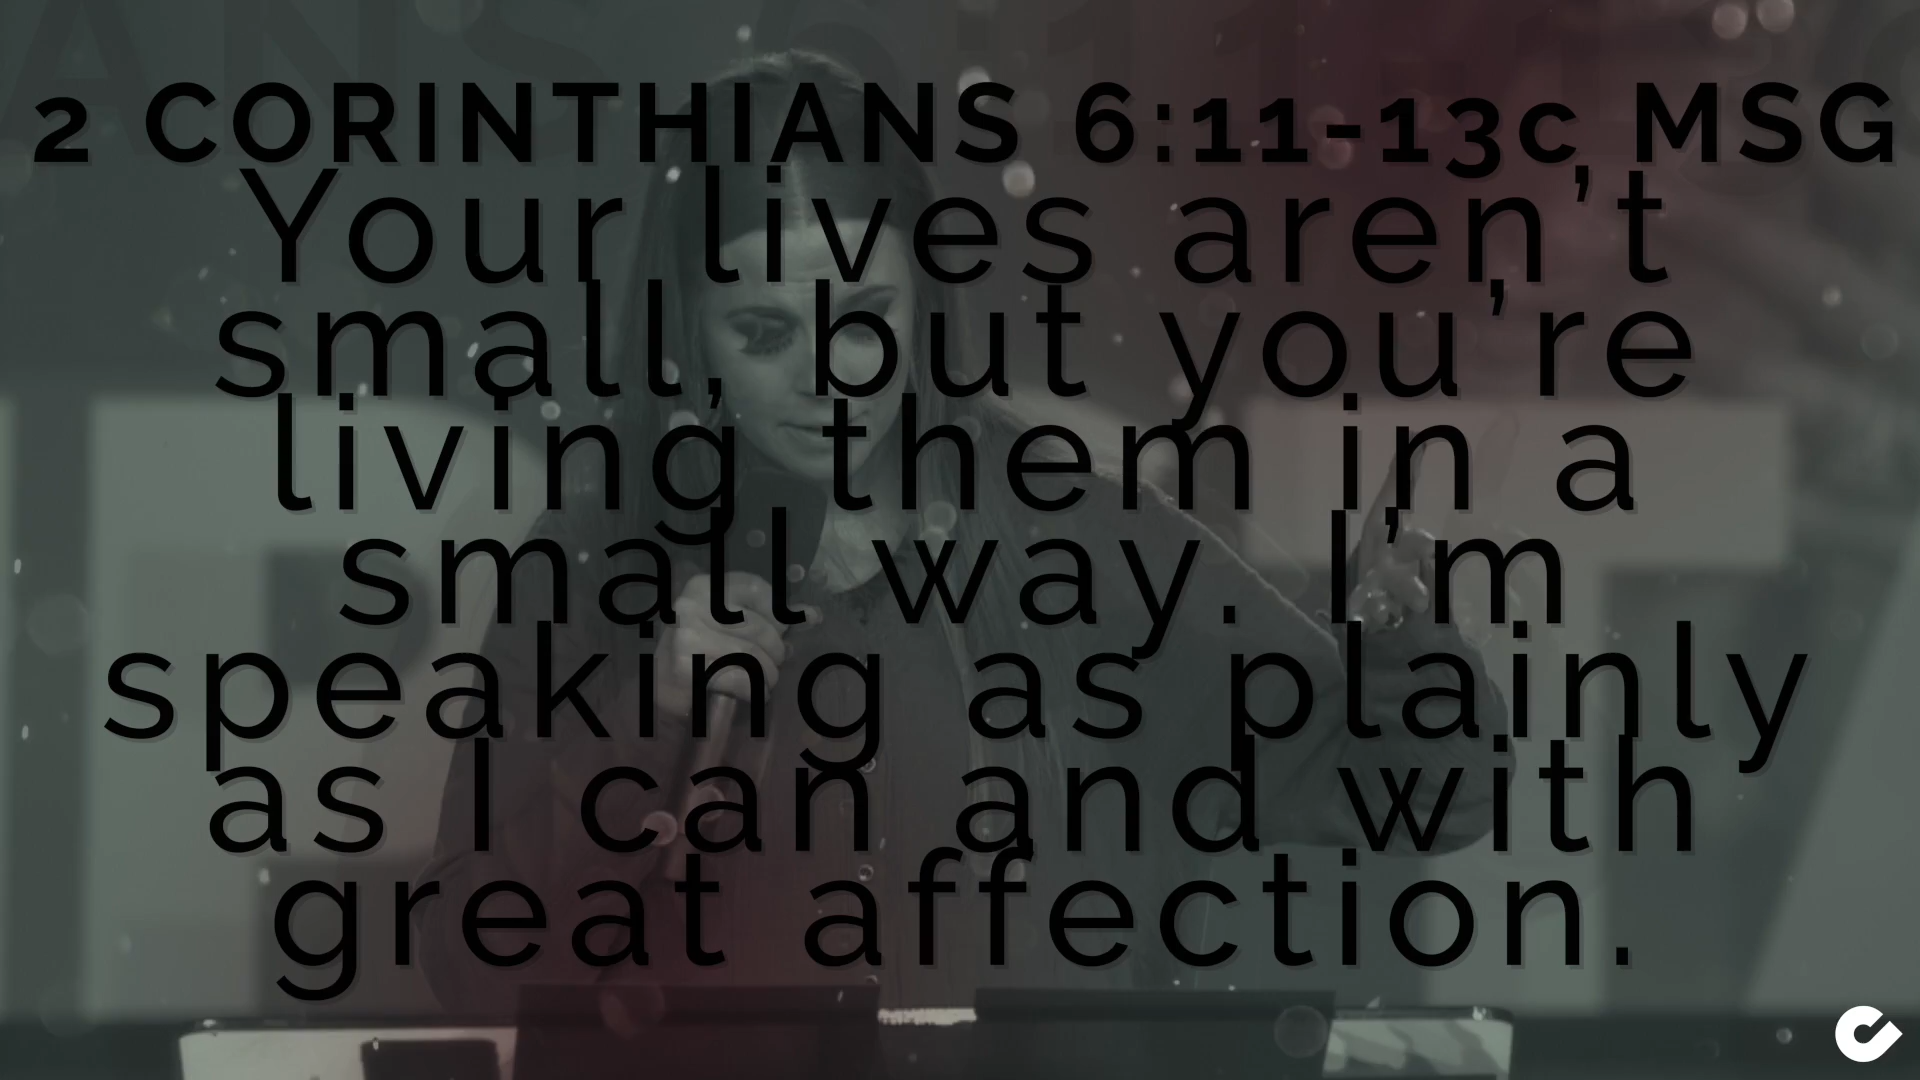 2 CORINTHIANS 6:11-13c, MSG
Your lives aren't
small, but you're
living them in a
small way. I'm
speaking as plainly
as I can and with
great affection.